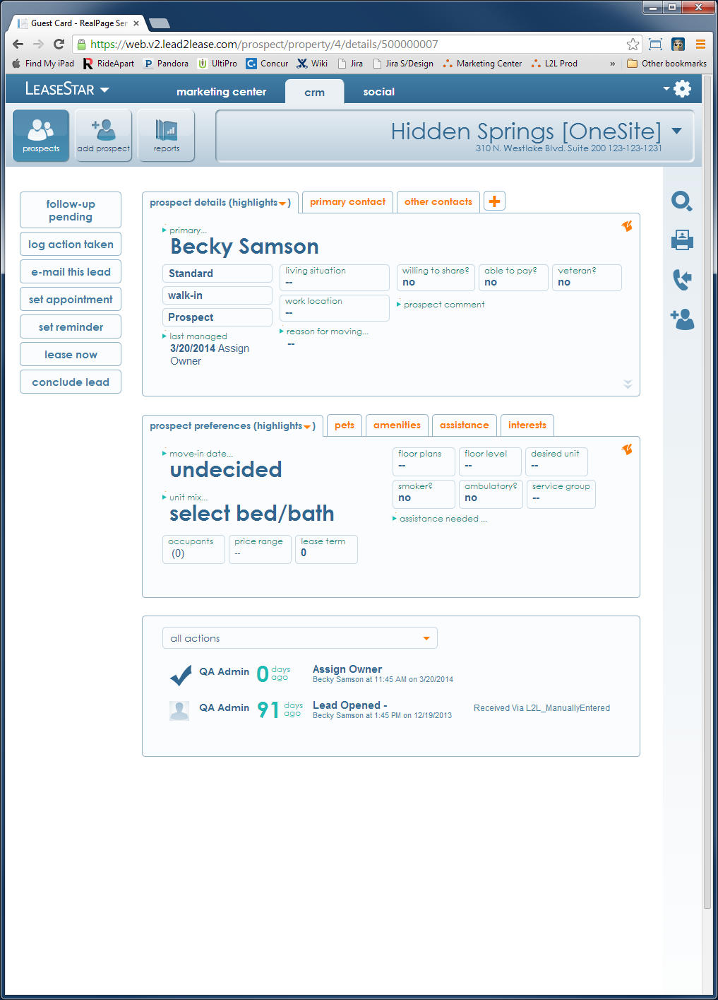 Guest Card - RealPage Ser
https://web.v2.lead2lease.com/prospect/property/4/details/500000007
Find My iPad RideApart Pandora UltiPro Concur Wiki Jira Jira S/Design Marketing Center L2L Prod » Other bookmarks
LEASESTAR marketing center crm social
prospects add prospect reports
Hidden Springs [OneSite]
310 N. Westlake Blvd. Suite 200 123-123-1231
follow-up
pending
log action taken
e-mail this lead
set appointment
set reminder
lease now
conclude lead
prospect details (highlights ) primary contact other contacts
primary...
Becky Samson
Standard
walk-in
Prospect
last managed
3/20/2014 Assign
Owner
living situation
--
work location
--
reason for moving...
--
willing to share?
no
able to pay?
no
veteran?
no
prospect comment
prospect preferences (highlights ) pets amenities assistance interests
move-in date...
undecided
unit mix...
select bed/bath
occupants
(0)
price range
--
lease term
0
floor plans
--
floor level
--
desired unit
--
smoker?
no
ambulatory?
no
service group
--
assistance needed ...
all actions
QA Admin 0 days ago Assign Owner
Becky Samson at 11:45 AM on 3/20/2014
QA Admin 91 days ago Lead Opened - Received Via L2L_ManuallyEntered
Becky Samson at 1:45 PM on 12/19/2013